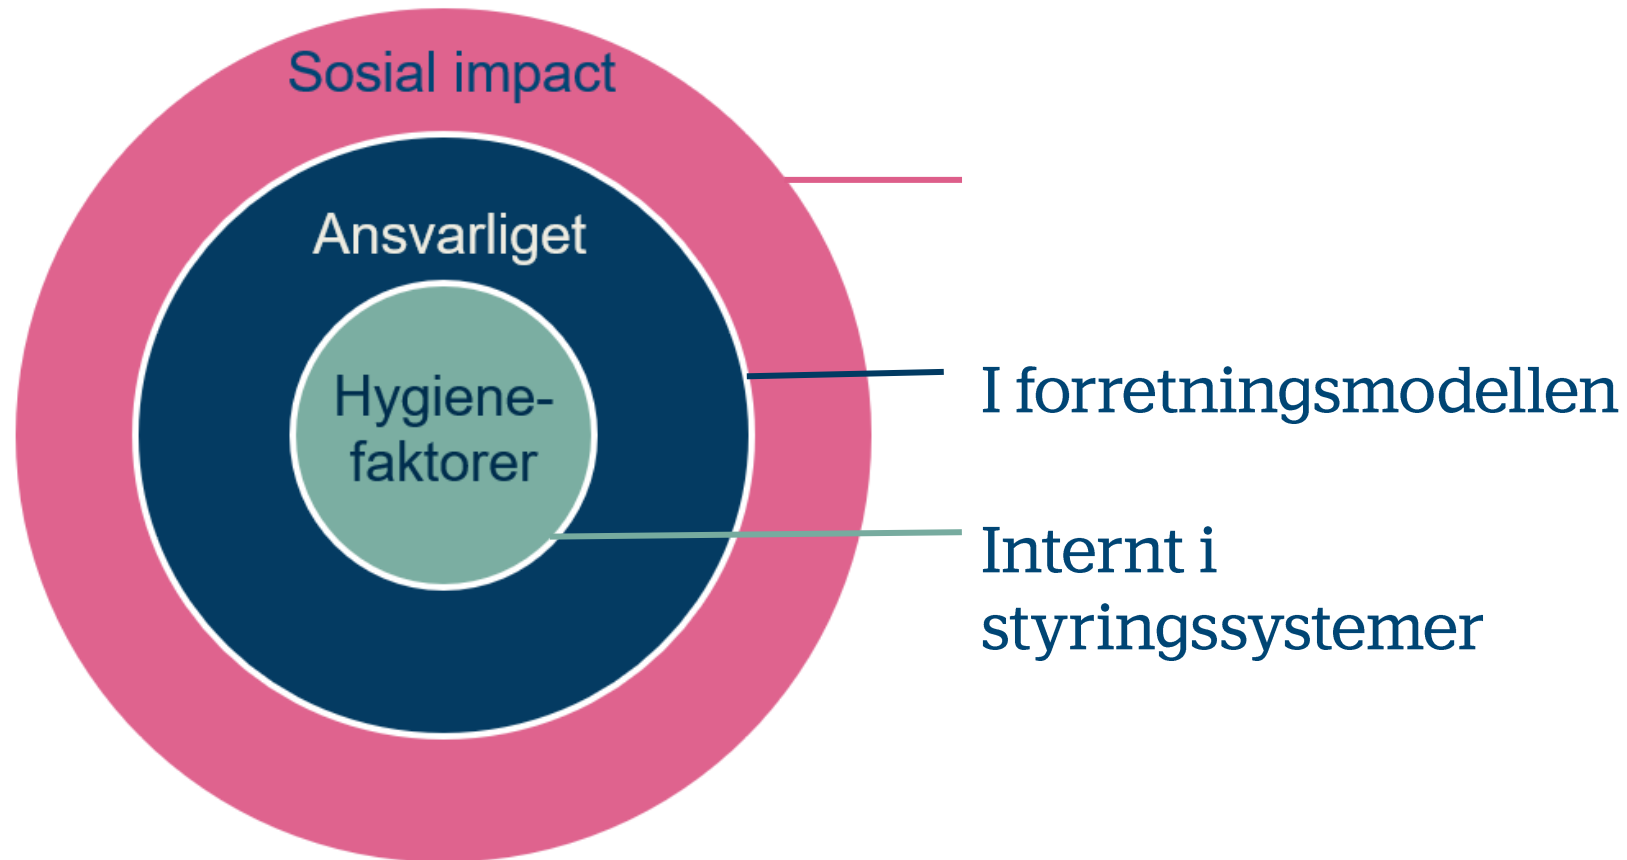 Sosial impact
Ansvarliget
Hygiene-
faktorer
I forretningsmodellen
Internt i
styringssystemer